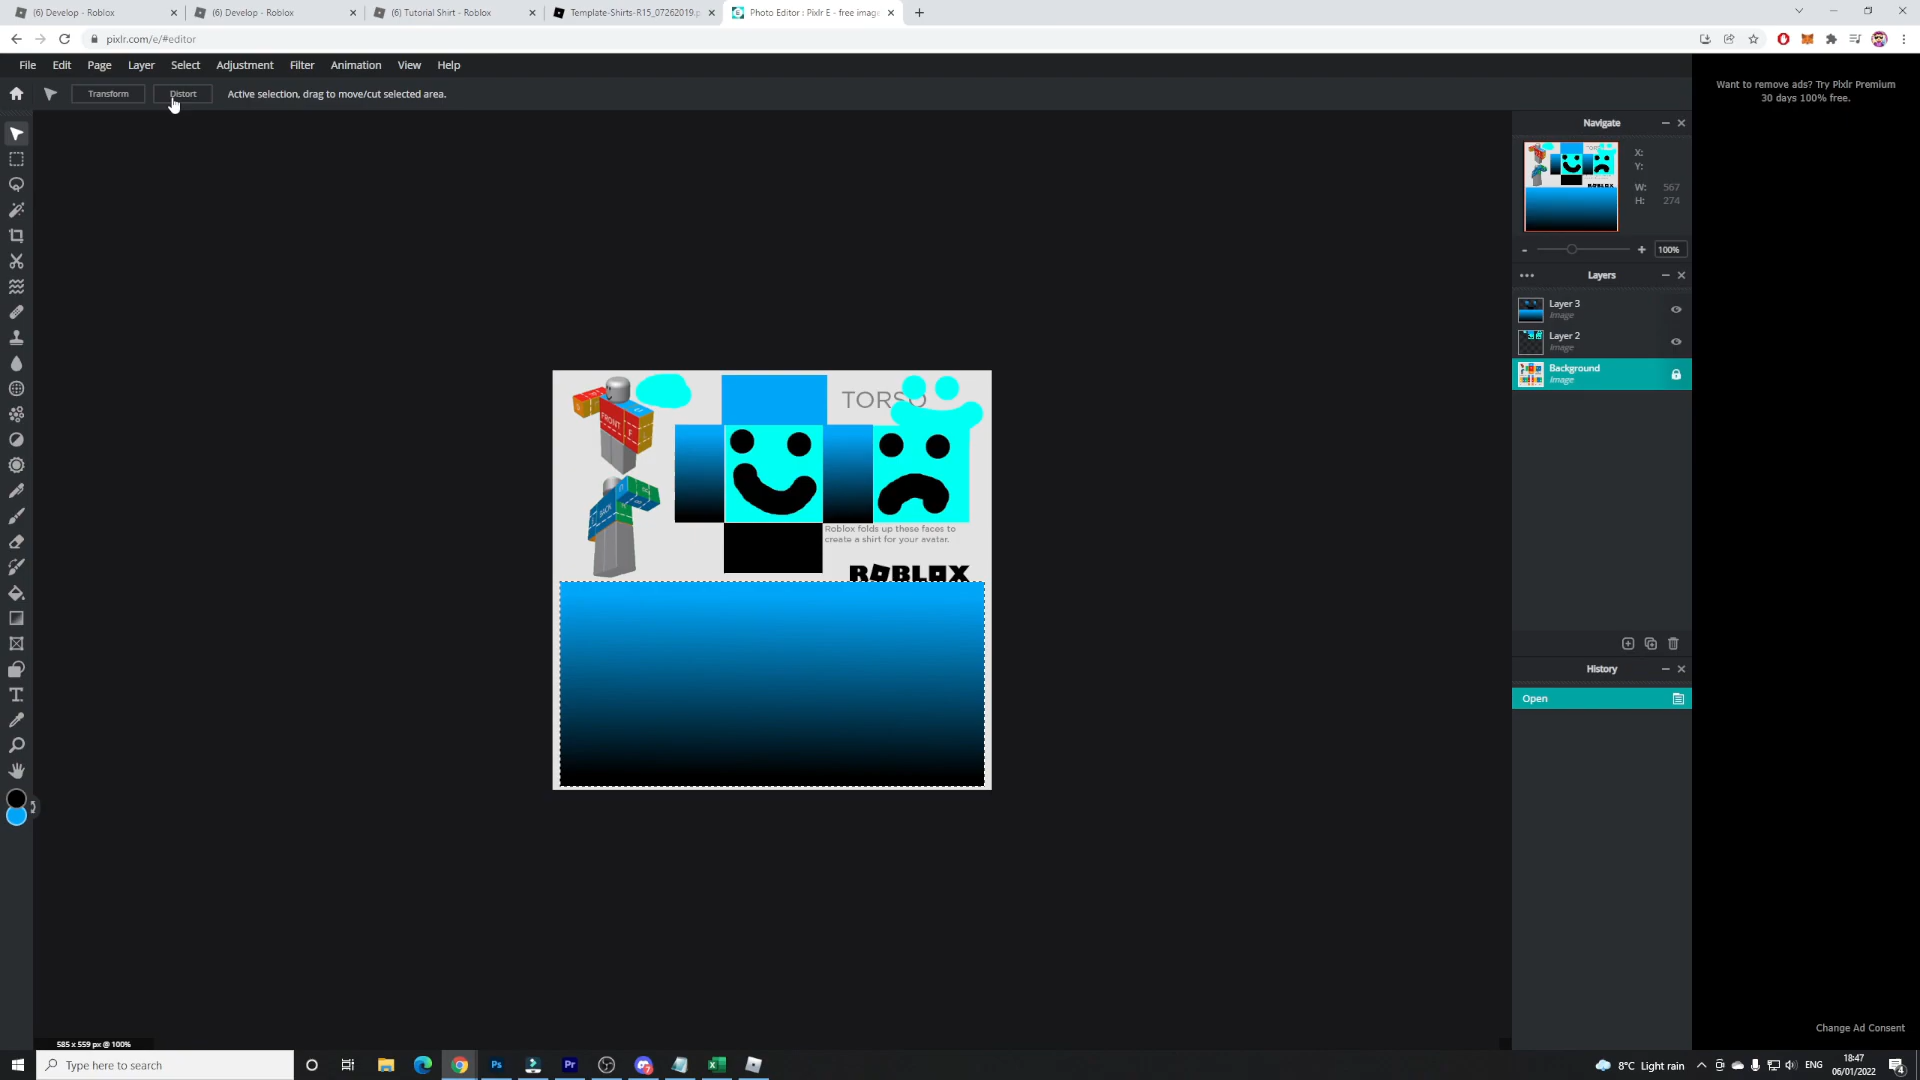 (6) Develop - Roblox
(6) Develop - Roblox
(6) Tutorial Shirt - Roblox
Template-Shirts-R15_07262019.p
Photo Editor : Pixlr E - free image
pixlr.com/e/#editor
File Edit Page Layer Select Adjustment Filter Animation View Help
Transform Distort Active selection, drag to move/cut selected area.
Want to remove ads? Try Pixlr Premium
30 days 100% free.
Navigate
X:
Y:
W: 567
H: 274
100%
Layers
Layer 3
Image
Layer 2
Image
Background
Image
TORSO
FRONT F
BACK
Roblox folds up these faces to
create a shirt for your avatar.
ROBLOX
History
Open
Change Ad Consent
585 x 559 px @ 100%
Type here to search
Ps
Pr
7
8°C Light rain
ENG
18:47
06/01/2022
4